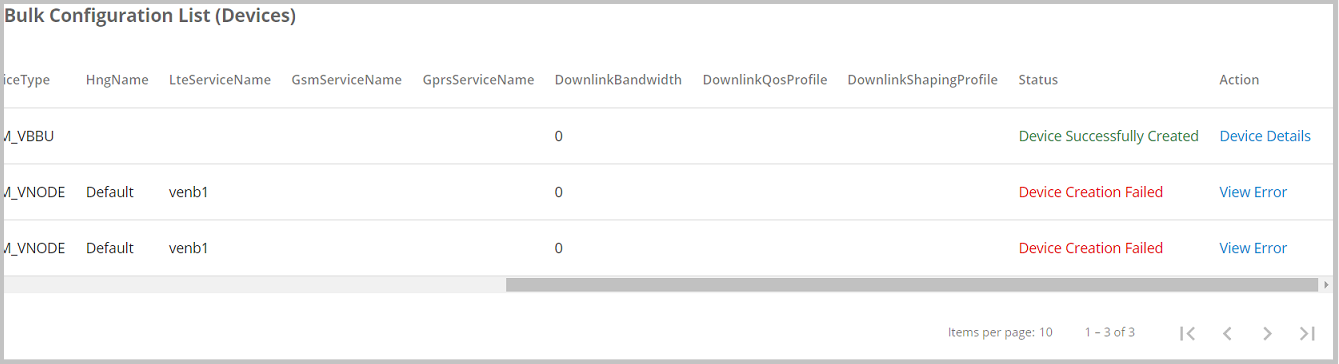 Bulk Configuration List (Devices)
iceType HngName LteServiceName GsmServiceName GprsServiceName DownlinkBandwidth DownlinkQosProfile DownlinkShapingProfile Status Action
M_VBBU 0 Device Successfully Created Device Details
M_VNODE Default venb1 0 Device Creation Failed View Error
M_VNODE Default venb1 0 Device Creation Failed View Error
Items per page: 10 1 – 3 of 3